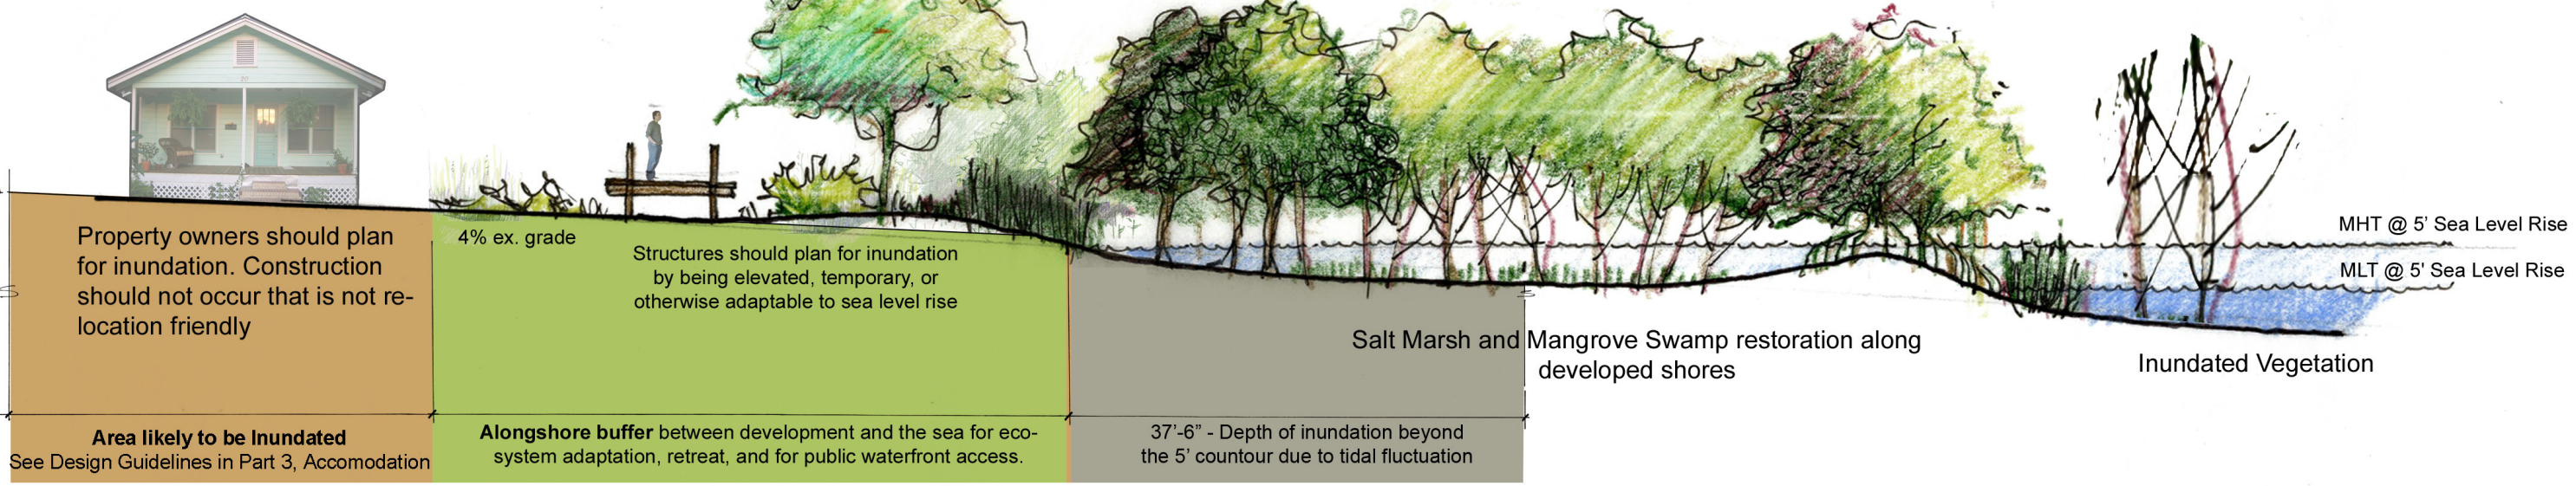 Property owners should plan
for inundation. Construction
should not occur that is not re-
location friendly
4% ex. grade
Structures should plan for inundation
by being elevated, temporary, or
otherwise adaptable to sea level rise
MHT @ 5’ Sea Level Rise
MLT @ 5' Sea Level Rise
Salt Marsh and Mangrove Swamp restoration along
developed shores
Inundated Vegetation
Area likely to be Inundated
See Design Guidelines in Part 3, Accomodation
Alongshore buffer between development and the sea for eco-
system adaptation, retreat, and for public waterfront access.
37’-6” - Depth of inundation beyond
the 5’ countour due to tidal fluctuation